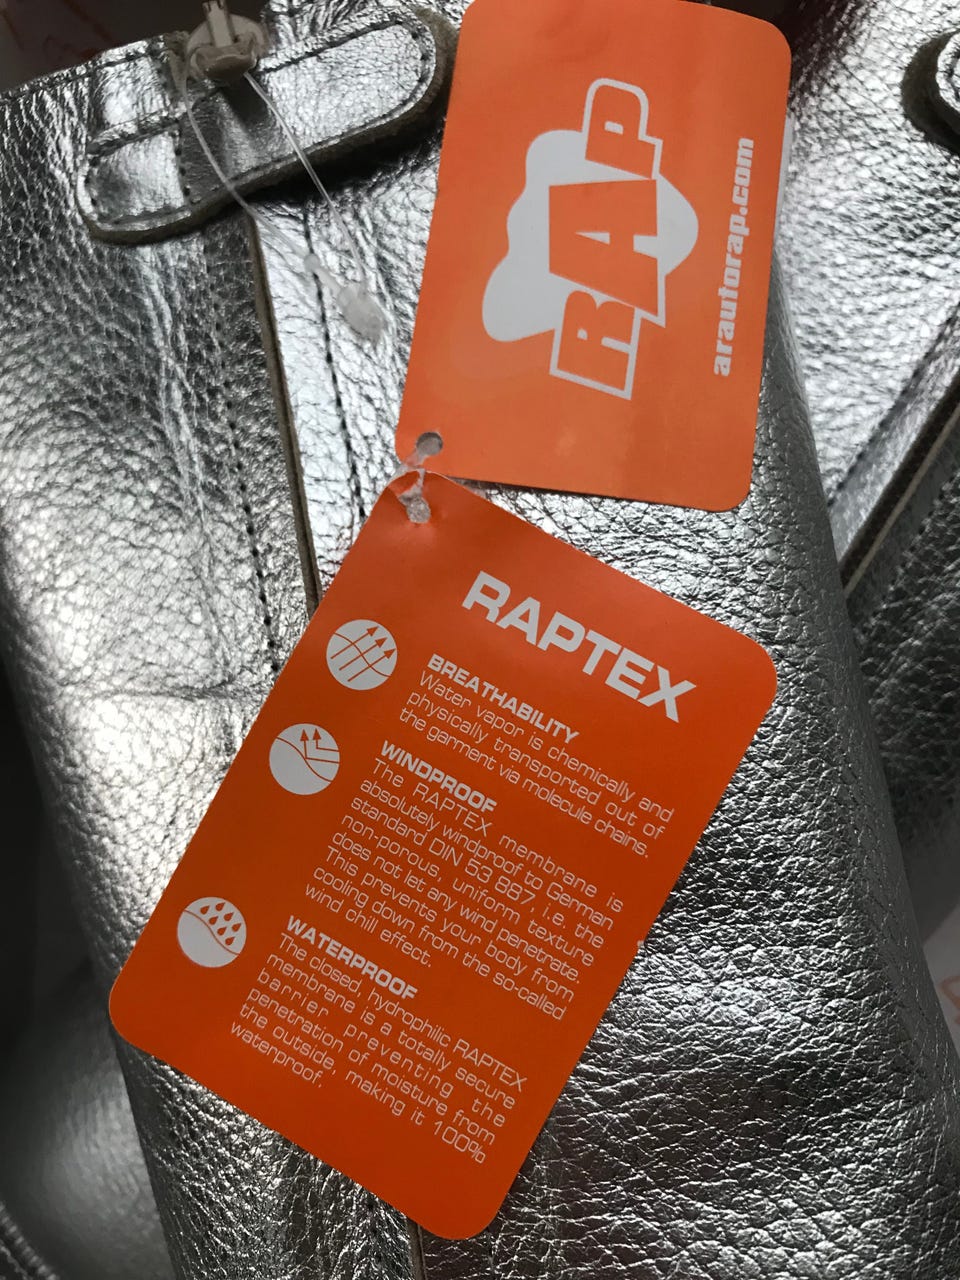 RAP
arautorap.com
RAPTEX
BREATHABILITY
Water vapor is chemically and
physically transported out of
the garment via molecule chains.
WINDPROOF
The RAPTEX membrane is
absolutely windproof to German
standard DIN 53 887, i.e. the
non-porous, uniform texture
does not let any wind penetrate.
This prevents your body from
cooling down from the so-called
wind chill effect.
WATERPROOF
The closed, hydrophilic RAPTEX
membrane is a totally secure
barrier preventing the
penetration of moisture from
the outside, making it 100%
waterproof.